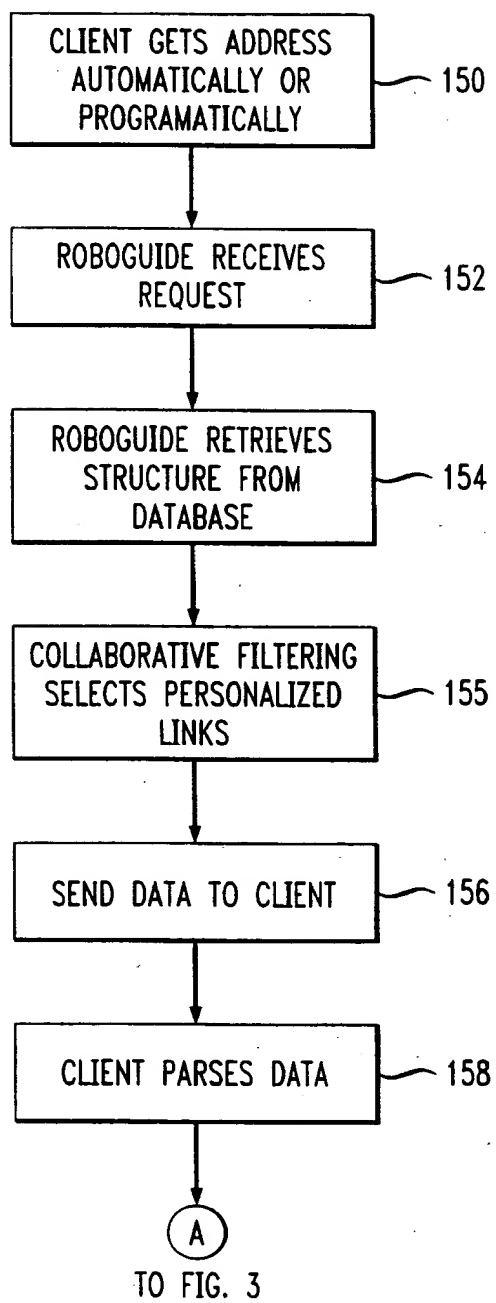 CLIENT GETS ADDRESS
AUTOMATICALLY OR
PROGRAMATICALLY
150
ROBOGUIDE RECEIVES
REQUEST
152
ROBOGUIDE RETRIEVES
STRUCTURE FROM
DATABASE
154
COLLABORATIVE FILTERING
SELECTS PERSONALIZED
LINKS
155
SEND DATA TO CLIENT
156
CLIENT PARSES DATA
158
A
TO FIG. 3